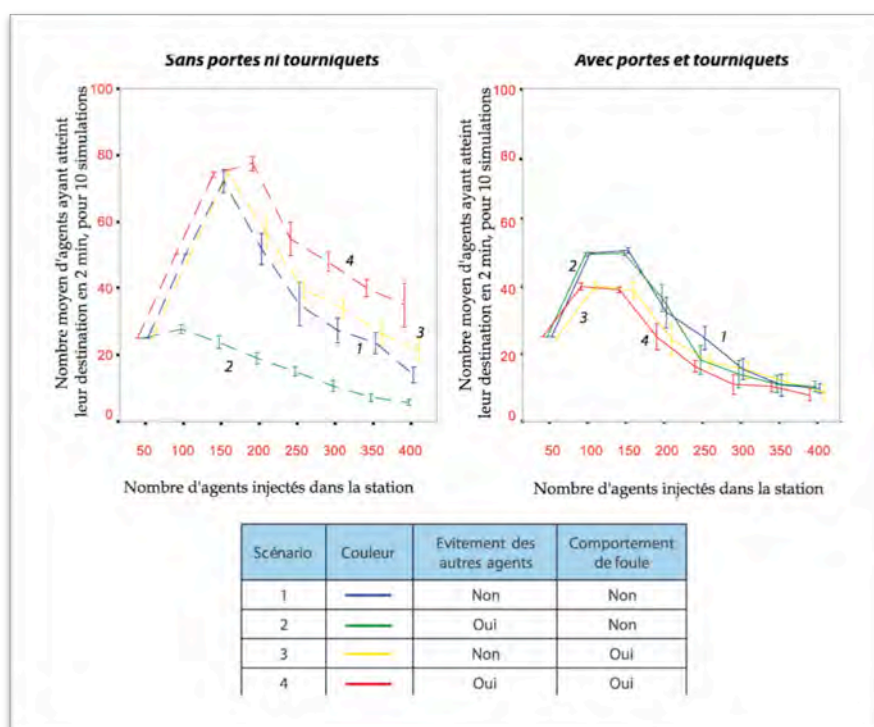 Sans portes ni tourniquets
Nombre moyen d'agents ayant atteint
leur destination en 2 min, pour 10 simulations
100
80
60
40
20
0
4
3
1
2
50 100 150 200 250 300 350 400
Nombre d'agents injectés dans la station
Avec portes et tourniquets
Nombre moyen d'agents ayant atteint
leur destination en 2 min, pour 10 simulations
100
80
60
40
20
0
2
3
4
1
50 100 150 200 250 300 350 400
Nombre d'agents injectés dans la station
Scénario Couleur Evitement des autres agents Comportement de foule
1 Non Non
2 Oui Non
3 Non Oui
4 Oui Oui